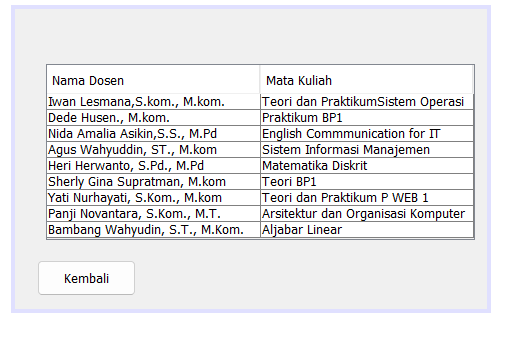 Nama Dosen Mata Kuliah
Iwan Lesmana,S.kom., M.kom. Teori dan PraktikumSistem Operasi
Dede Husen., M.kom. Praktikum BP1
Nida Amalia Asikin,S.S., M.Pd English Commmunication for IT
Agus Wahyuddin, ST., M.kom Sistem Informasi Manajemen
Heri Herwanto, S.Pd., M.Pd Matematika Diskrit
Sherly Gina Supratman, M.kom Teori BP1
Yati Nurhayati, S.Kom., M.kom Teori dan Praktikum P WEB 1
Panji Novantara, S.Kom., M.T. Arsitektur dan Organisasi Komputer
Bambang Wahyudin, S.T., M.Kom. Aljabar Linear
Kembali